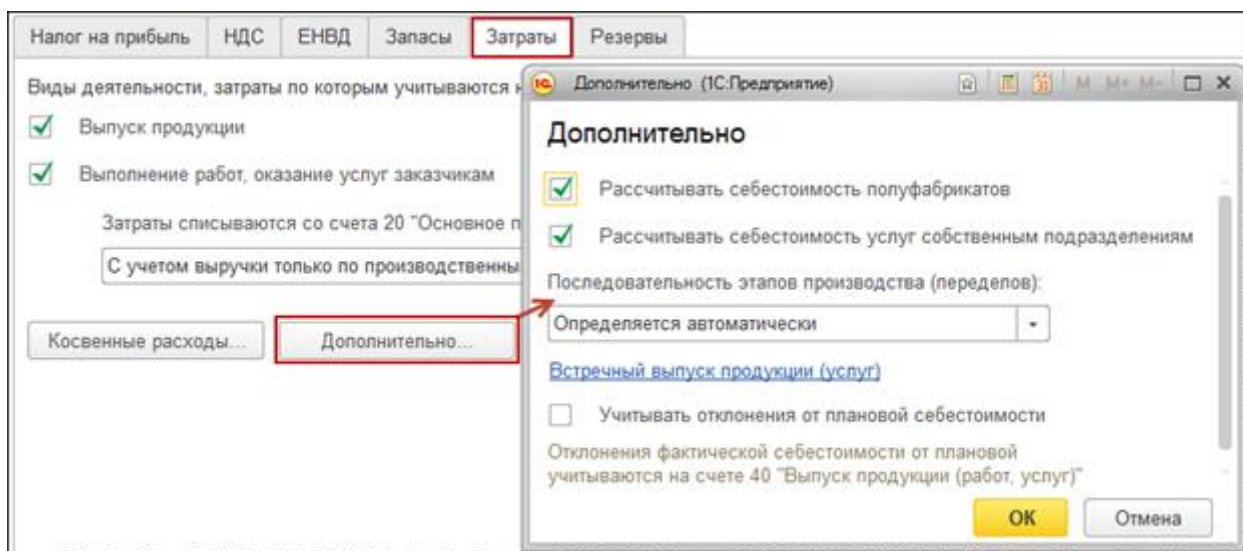 Налог на прибыль НДС ЕНВД Запасы Затраты Резервы
Виды деятельности, затраты по которым учитываются
Выпуск продукции
Выполнение работ, оказание услуг заказчикам
Затраты списываются со счета 20 "Основное п
С учетом выручки только по производственны
Косвенные расходы... Дополнительно...
1С Дополнительно (1С:Предприятие) 31 M M+ M-
Дополнительно
Рассчитывать себестоимость полуфабрикатов
Рассчитывать себестоимость услуг собственным подразделениям
Последовательность этапов производства (переделов):
Определяется автоматически
Встречный выпуск продукции (услуг)
Учитывать отклонения от плановой себестоимости
Отклонения фактической себестоимости от плановой
учитываются на счете 40 "Выпуск продукции (работ, услуг)"
ОК Отмена